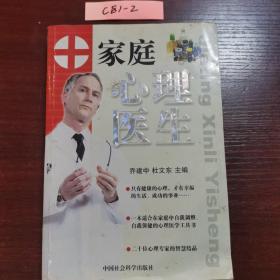 CB1-2
家庭
心理
医生
Jiating Xinli Yisheng
乔建中 杜文东 主编
●只有健康的心理，才有幸福
的生活、成功的事业……
●一本适合在家庭中自我调整、
自我保健的心理医学工具书
●二十位心理专家的智慧结晶
中国社会科学出版社